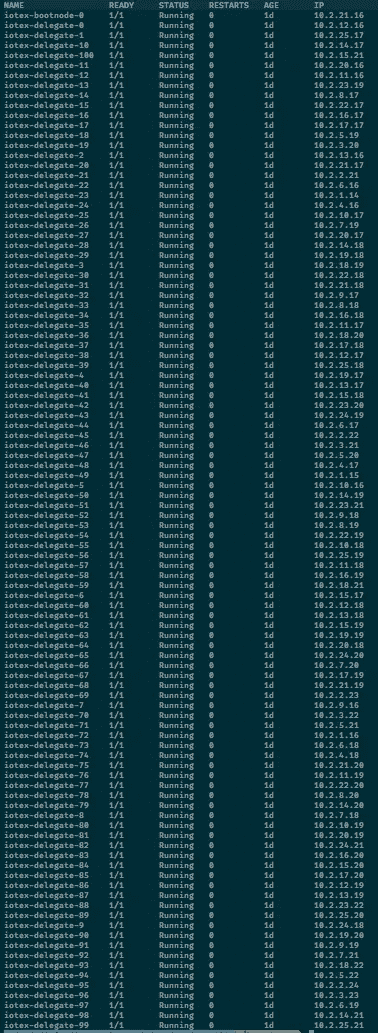 NAME READY STATUS RESTARTS AGE IP
iotex-bootnode-0 1/1 Running 0 1d 10.2.21.16
iotex-delegate-0 1/1 Running 0 1d 10.2.12.16
iotex-delegate-1 1/1 Running 0 1d 10.2.25.17
iotex-delegate-10 1/1 Running 0 1d 10.2.14.17
iotex-delegate-100 1/1 Running 0 1d 10.2.15.21
iotex-delegate-11 1/1 Running 0 1d 10.2.20.16
iotex-delegate-12 1/1 Running 0 1d 10.2.11.16
iotex-delegate-13 1/1 Running 0 1d 10.2.23.19
iotex-delegate-14 1/1 Running 0 1d 10.2.8.17
iotex-delegate-15 1/1 Running 0 1d 10.2.22.17
iotex-delegate-16 1/1 Running 0 1d 10.2.16.17
iotex-delegate-17 1/1 Running 0 1d 10.2.17.17
iotex-delegate-18 1/1 Running 0 1d 10.2.5.19
iotex-delegate-19 1/1 Running 0 1d 10.2.3.20
iotex-delegate-2 1/1 Running 0 1d 10.2.13.16
iotex-delegate-20 1/1 Running 0 1d 10.2.21.17
iotex-delegate-21 1/1 Running 0 1d 10.2.2.21
iotex-delegate-22 1/1 Running 0 1d 10.2.6.16
iotex-delegate-23 1/1 Running 0 1d 10.2.1.14
iotex-delegate-24 1/1 Running 0 1d 10.2.4.16
iotex-delegate-25 1/1 Running 0 1d 10.2.10.17
iotex-delegate-26 1/1 Running 0 1d 10.2.7.19
iotex-delegate-27 1/1 Running 0 1d 10.2.20.17
iotex-delegate-28 1/1 Running 0 1d 10.2.14.18
iotex-delegate-29 1/1 Running 0 1d 10.2.19.18
iotex-delegate-3 1/1 Running 0 1d 10.2.18.19
iotex-delegate-30 1/1 Running 0 1d 10.2.22.18
iotex-delegate-31 1/1 Running 0 1d 10.2.21.18
iotex-delegate-32 1/1 Running 0 1d 10.2.9.17
iotex-delegate-33 1/1 Running 0 1d 10.2.8.18
iotex-delegate-34 1/1 Running 0 1d 10.2.16.18
iotex-delegate-35 1/1 Running 0 1d 10.2.11.17
iotex-delegate-36 1/1 Running 0 1d 10.2.18.20
iotex-delegate-37 1/1 Running 0 1d 10.2.17.18
iotex-delegate-38 1/1 Running 0 1d 10.2.12.17
iotex-delegate-39 1/1 Running 0 1d 10.2.25.18
iotex-delegate-4 1/1 Running 0 1d 10.2.19.17
iotex-delegate-40 1/1 Running 0 1d 10.2.13.17
iotex-delegate-41 1/1 Running 0 1d 10.2.15.18
iotex-delegate-42 1/1 Running 0 1d 10.2.23.20
iotex-delegate-43 1/1 Running 0 1d 10.2.24.19
iotex-delegate-44 1/1 Running 0 1d 10.2.6.17
iotex-delegate-45 1/1 Running 0 1d 10.2.2.22
iotex-delegate-46 1/1 Running 0 1d 10.2.3.21
iotex-delegate-47 1/1 Running 0 1d 10.2.5.20
iotex-delegate-48 1/1 Running 0 1d 10.2.4.17
iotex-delegate-49 1/1 Running 0 1d 10.2.1.15
iotex-delegate-5 1/1 Running 0 1d 10.2.10.16
iotex-delegate-50 1/1 Running 0 1d 10.2.14.19
iotex-delegate-51 1/1 Running 0 1d 10.2.23.21
iotex-delegate-52 1/1 Running 0 1d 10.2.9.18
iotex-delegate-53 1/1 Running 0 1d 10.2.8.19
iotex-delegate-54 1/1 Running 0 1d 10.2.22.19
iotex-delegate-55 1/1 Running 0 1d 10.2.10.18
iotex-delegate-56 1/1 Running 0 1d 10.2.25.19
iotex-delegate-57 1/1 Running 0 1d 10.2.11.18
iotex-delegate-58 1/1 Running 0 1d 10.2.16.19
iotex-delegate-59 1/1 Running 0 1d 10.2.18.21
iotex-delegate-6 1/1 Running 0 1d 10.2.15.17
iotex-delegate-60 1/1 Running 0 1d 10.2.12.18
iotex-delegate-61 1/1 Running 0 1d 10.2.13.18
iotex-delegate-62 1/1 Running 0 1d 10.2.15.19
iotex-delegate-63 1/1 Running 0 1d 10.2.19.19
iotex-delegate-64 1/1 Running 0 1d 10.2.20.18
iotex-delegate-65 1/1 Running 0 1d 10.2.24.20
iotex-delegate-66 1/1 Running 0 1d 10.2.7.20
iotex-delegate-67 1/1 Running 0 1d 10.2.17.19
iotex-delegate-68 1/1 Running 0 1d 10.2.21.19
iotex-delegate-69 1/1 Running 0 1d 10.2.2.23
iotex-delegate-7 1/1 Running 0 1d 10.2.9.16
iotex-delegate-70 1/1 Running 0 1d 10.2.3.22
iotex-delegate-71 1/1 Running 0 1d 10.2.5.21
iotex-delegate-72 1/1 Running 0 1d 10.2.1.16
iotex-delegate-73 1/1 Running 0 1d 10.2.6.18
iotex-delegate-74 1/1 Running 0 1d 10.2.4.18
iotex-delegate-75 1/1 Running 0 1d 10.2.21.20
iotex-delegate-76 1/1 Running 0 1d 10.2.11.19
iotex-delegate-77 1/1 Running 0 1d 10.2.22.20
iotex-delegate-78 1/1 Running 0 1d 10.2.8.20
iotex-delegate-79 1/1 Running 0 1d 10.2.14.20
iotex-delegate-8 1/1 Running 0 1d 10.2.7.18
iotex-delegate-80 1/1 Running 0 1d 10.2.10.19
iotex-delegate-81 1/1 Running 0 1d 10.2.20.19
iotex-delegate-82 1/1 Running 0 1d 10.2.24.21
iotex-delegate-83 1/1 Running 0 1d 10.2.16.20
iotex-delegate-84 1/1 Running 0 1d 10.2.15.20
iotex-delegate-85 1/1 Running 0 1d 10.2.17.20
iotex-delegate-86 1/1 Running 0 1d 10.2.12.19
iotex-delegate-87 1/1 Running 0 1d 10.2.13.19
iotex-delegate-88 1/1 Running 0 1d 10.2.23.22
iotex-delegate-89 1/1 Running 0 1d 10.2.25.20
iotex-delegate-9 1/1 Running 0 1d 10.2.24.18
iotex-delegate-90 1/1 Running 0 1d 10.2.19.20
iotex-delegate-91 1/1 Running 0 1d 10.2.9.19
iotex-delegate-92 1/1 Running 0 1d 10.2.7.21
iotex-delegate-93 1/1 Running 0 1d 10.2.18.22
iotex-delegate-94 1/1 Running 0 1d 10.2.5.22
iotex-delegate-95 1/1 Running 0 1d 10.2.2.24
iotex-delegate-96 1/1 Running 0 1d 10.2.3.23
iotex-delegate-97 1/1 Running 0 1d 10.2.6.19
iotex-delegate-98 1/1 Running 0 1d 10.2.14.21
iotex-delegate-99 1/1 Running 0 1d 10.2.25.21